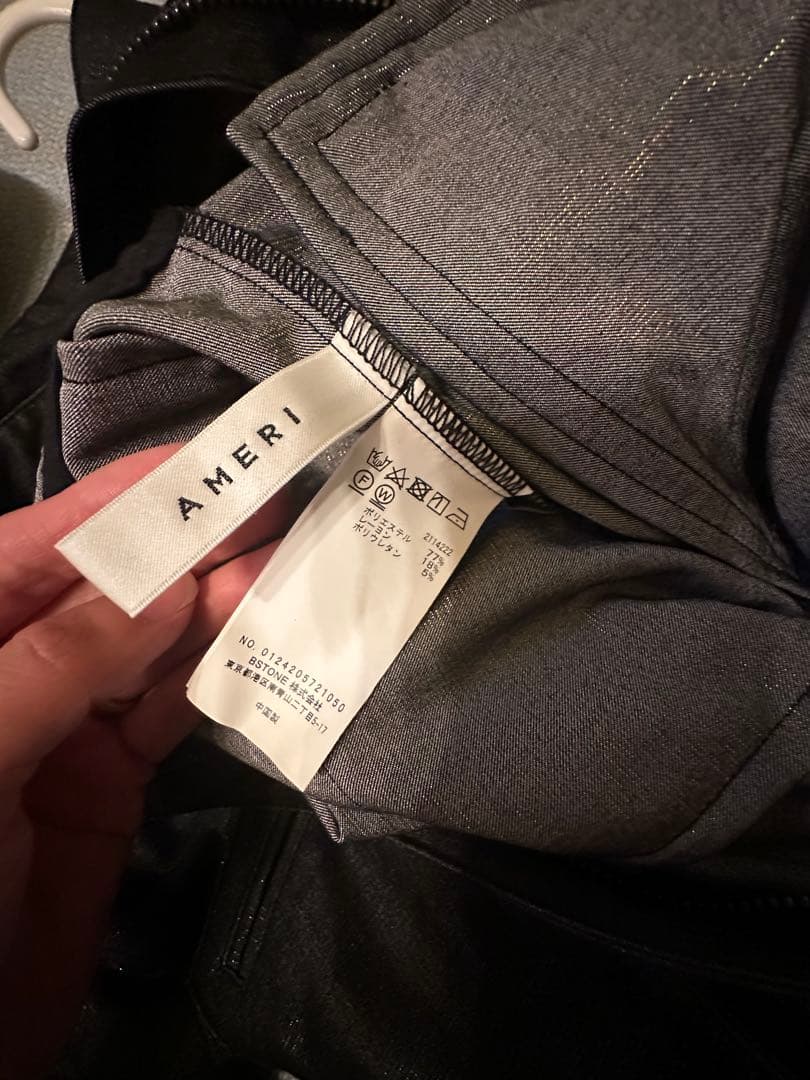 AMERI
F W
2114222
ポリエステル 77%
レーヨン 18%
ポリウレタン 5%
NO. 0124205721050
BSTONE 株式会社
東京都港区南青山二丁目5-17
中国製